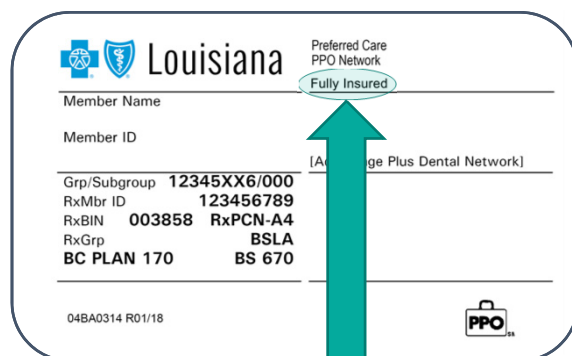 Louisiana
Preferred Care
PPO Network
Fully Insured
Member Name
Member ID
Plus Dental Network]
Grp/Subgroup 12345XX6/000
RxMbr ID 123456789
RxBIN 003858 RxPCN-A4
RxGrp BSLA
BC PLAN 170 BS 670
04BA0314 R01/18
PPO